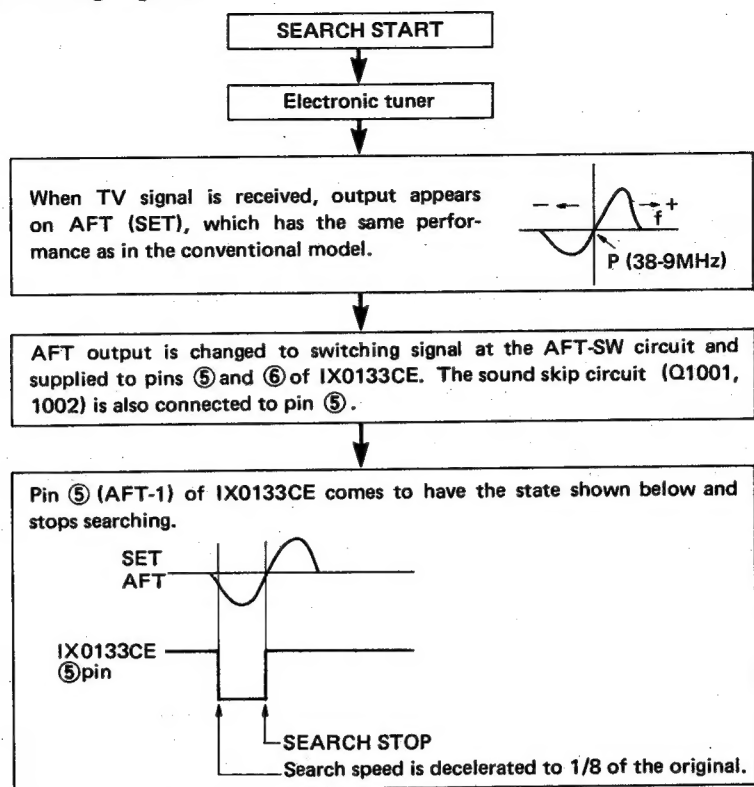 SEARCH START
Electronic tuner
When TV signal is received, output appears
on AFT (SET), which has the same perfor-
mance as in the conventional model.
− +
f
P (38-9MHz)
AFT output is changed to switching signal at the AFT-SW circuit and
supplied to pins ⑤ and ⑥ of IX0133CE. The sound skip circuit (Q1001,
1002) is also connected to pin ⑤.
Pin ⑤ (AFT-1) of IX0133CE comes to have the state shown below and
stops searching.
SET
AFT
IX0133CE
⑤pin
SEARCH STOP
Search speed is decelerated to 1/8 of the original.